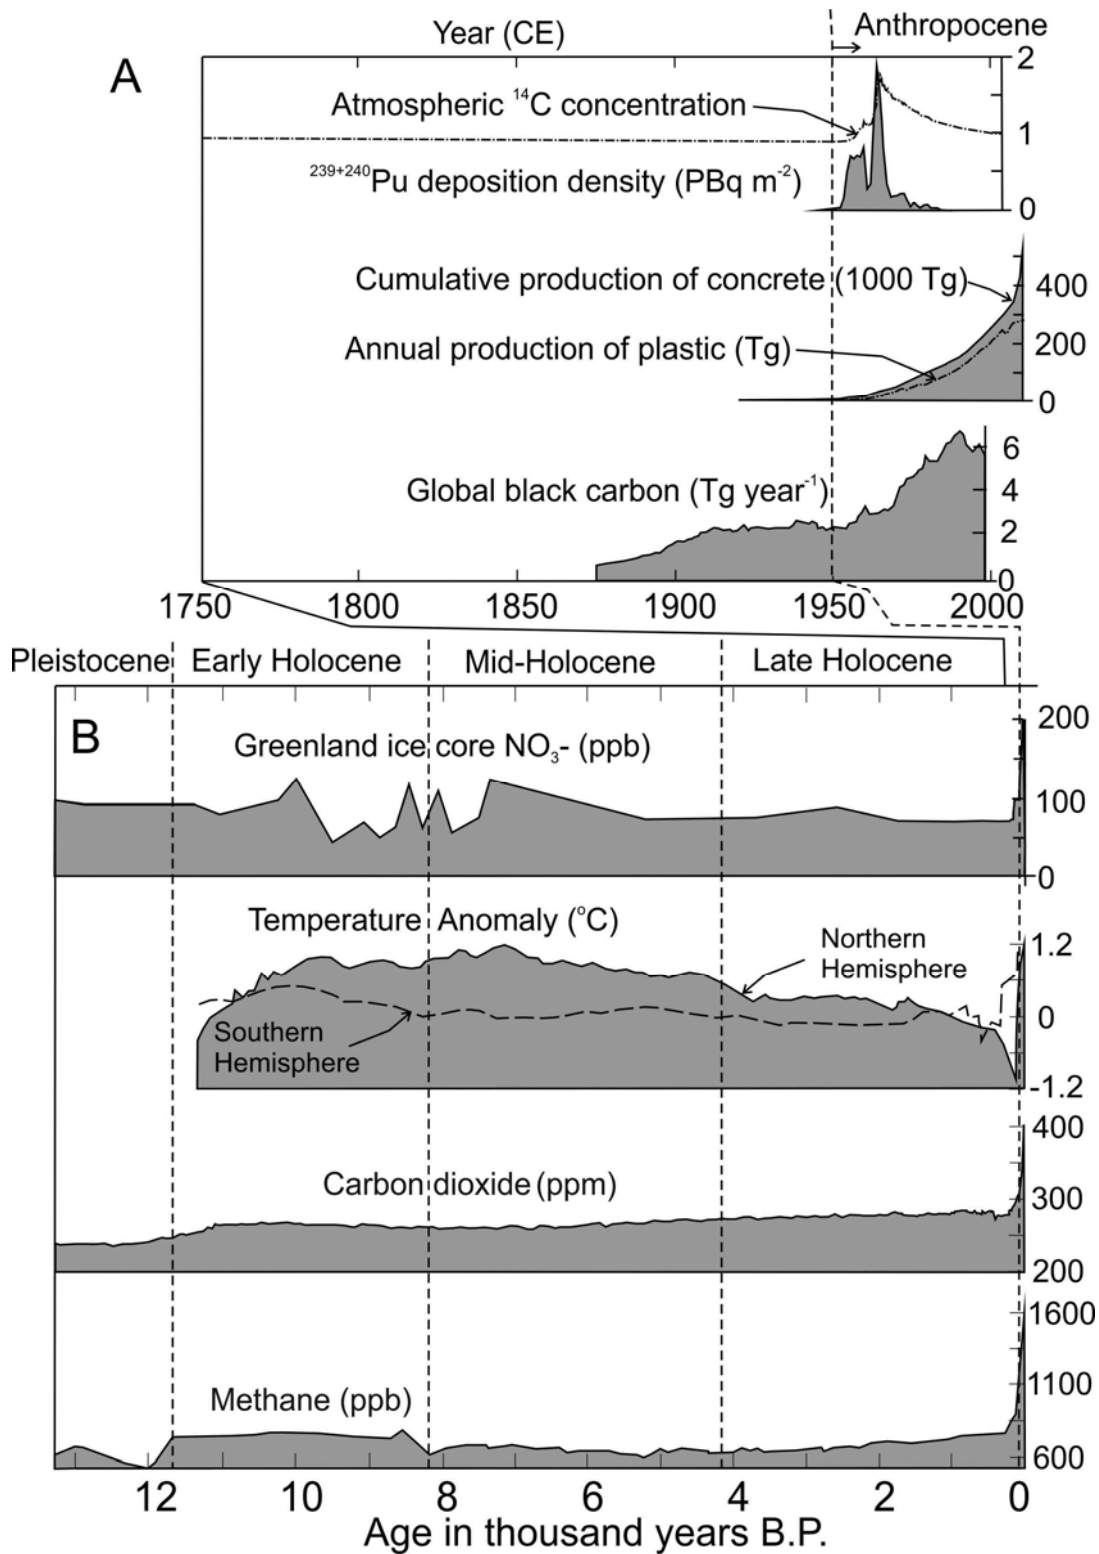 Year (CE)
Anthropocene
A
2
Atmospheric ¹⁴C concentration
1
²³⁹⁺²⁴⁰Pu deposition density (PBq m⁻²)
0
Cumulative production of concrete (1000 Tg)
400
Annual production of plastic (Tg)
200
0
6
Global black carbon (Tg year⁻¹)
4
2
0
1750 1800 1850 1900 1950 2000
Pleistocene Early Holocene Mid-Holocene Late Holocene
B
200
Greenland ice core NO₃- (ppb)
100
0
Temperature Anomaly (°C)
Northern
Hemisphere
1.2
0
Southern
Hemisphere
-1.2
400
Carbon dioxide (ppm)
300
200
1600
1100
Methane (ppb)
600
12 10 8 6 4 2 0
Age in thousand years B.P.